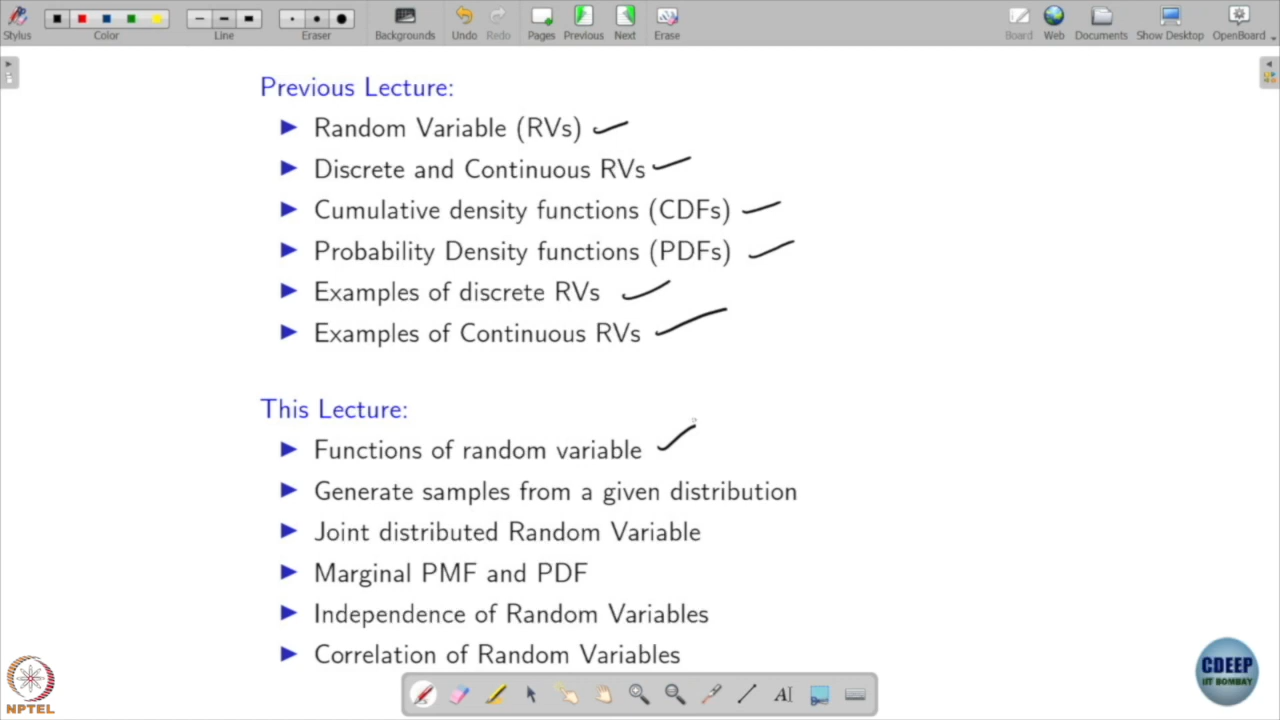 Stylus Color Line Eraser Backgrounds Undo Redo Pages Previous Next Erase Board Web Documents Show Desktop OpenBoard
Previous Lecture:
Random Variable (RVs)
Discrete and Continuous RVs
Cumulative density functions (CDFs)
Probability Density functions (PDFs)
Examples of discrete RVs
Examples of Continuous RVs
This Lecture:
Functions of random variable
Generate samples from a given distribution
Joint distributed Random Variable
Marginal PMF and PDF
Independence of Random Variables
Correlation of Random Variables
NPTEL
AI
CDEEP
IIT BOMBAY